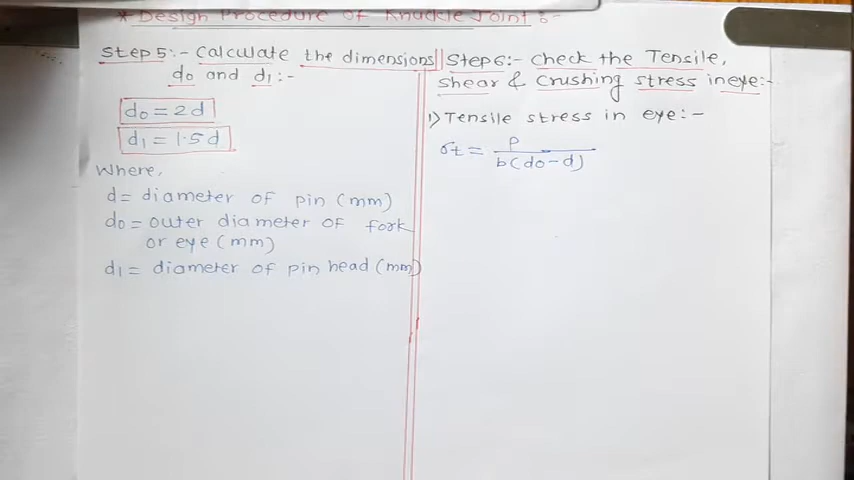 * Design Procedure of Knuckle Joint :-
Step 5:- Calculate the dimensions
do and d1:-
do = 2d
d1 = 1.5d
Where,
d = diameter of pin (mm)
do = outer diameter of fork
or eye (mm)
d1 = diameter of pin head (mm)
Step 6:- Check the Tensile,
shear & Crushing stress in eye:-
1) Tensile stress in eye:-
σt = P / b(do-d)